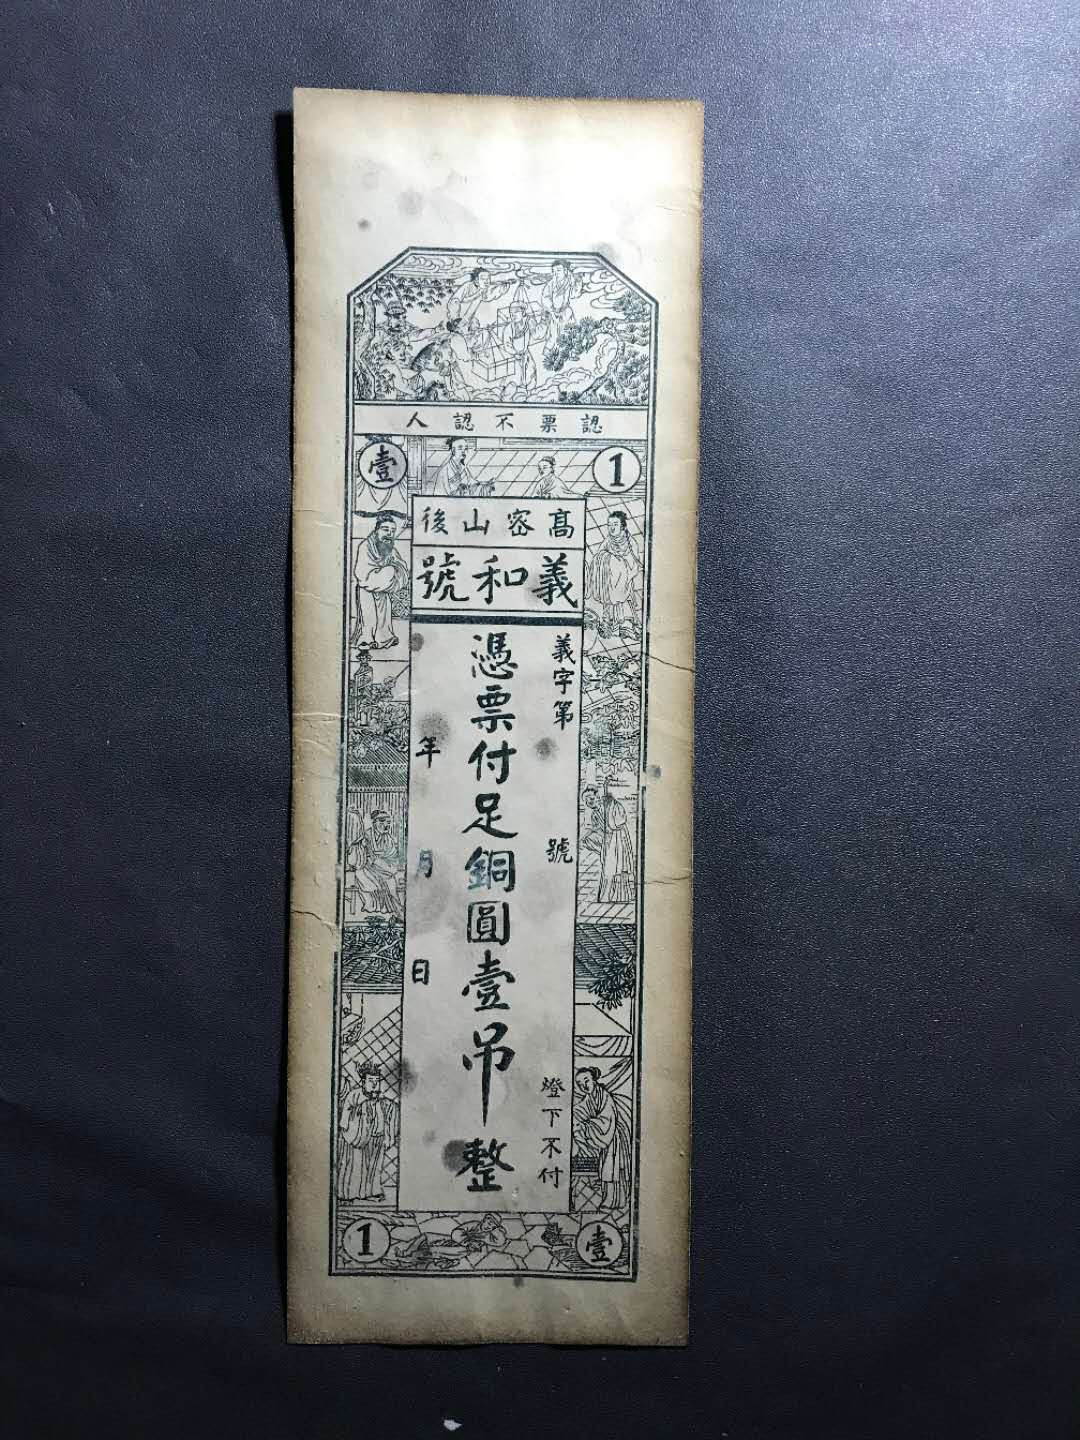 認票不認人
壹
1
高密山後
義和號
義字第 號
憑票付足銅圓壹吊整
年 月 日
燈下不付
1
壹